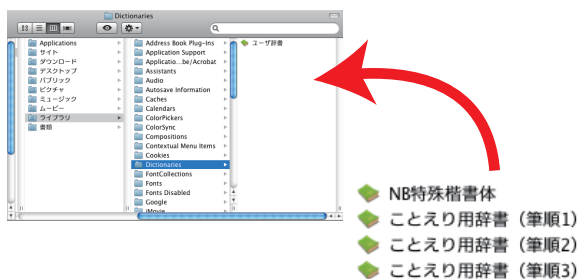 Dictionaries
Applications
サイト
ダウンロード
デスクトップ
パブリック
ピクチャ
ミュージック
ムービー
ライブラリ
書類
Address Book Plug-Ins
Application Support
Applicatio…be/Acrobat
Assistants
Audio
Autosave Information
Caches
Calendars
ColorPickers
ColorSync
Compositions
Contextual Menu Items
Cookies
Dictionaries
FontCollections
Fonts
Fonts Disabled
Google
iMovie
ユーザ辞書
NB特殊楷書体
ことえり用辞書（筆順1）
ことえり用辞書（筆順2）
ことえり用辞書（筆順3）